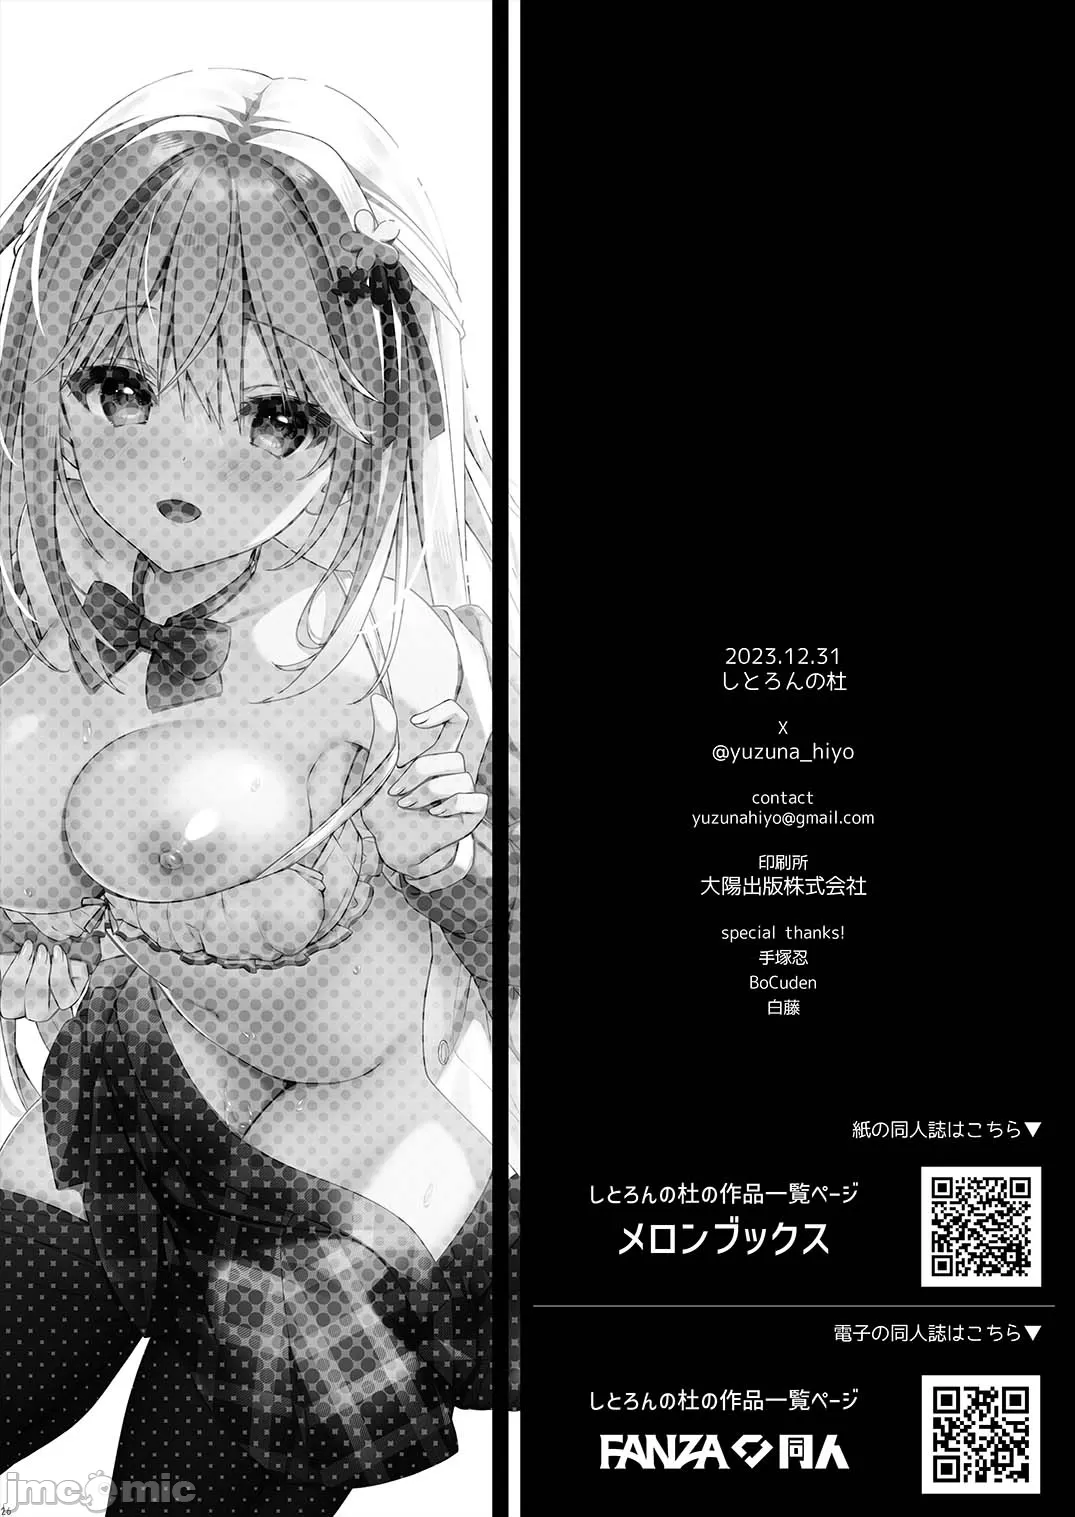 2023.12.31
しとろんの杜
X
@yuzuna_hiyo
contact
yuzunahiyo@gmail.com
印刷所
大陽出版株式会社
special thanks!
手塚忍
BoCuden
白藤
紙の同人誌はこちら▼
しとろんの杜の作品一覧ページ
メロンブックス
電子の同人誌はこちら▼
しとろんの杜の作品一覧ページ
FANZA 同人
jmcomic
26